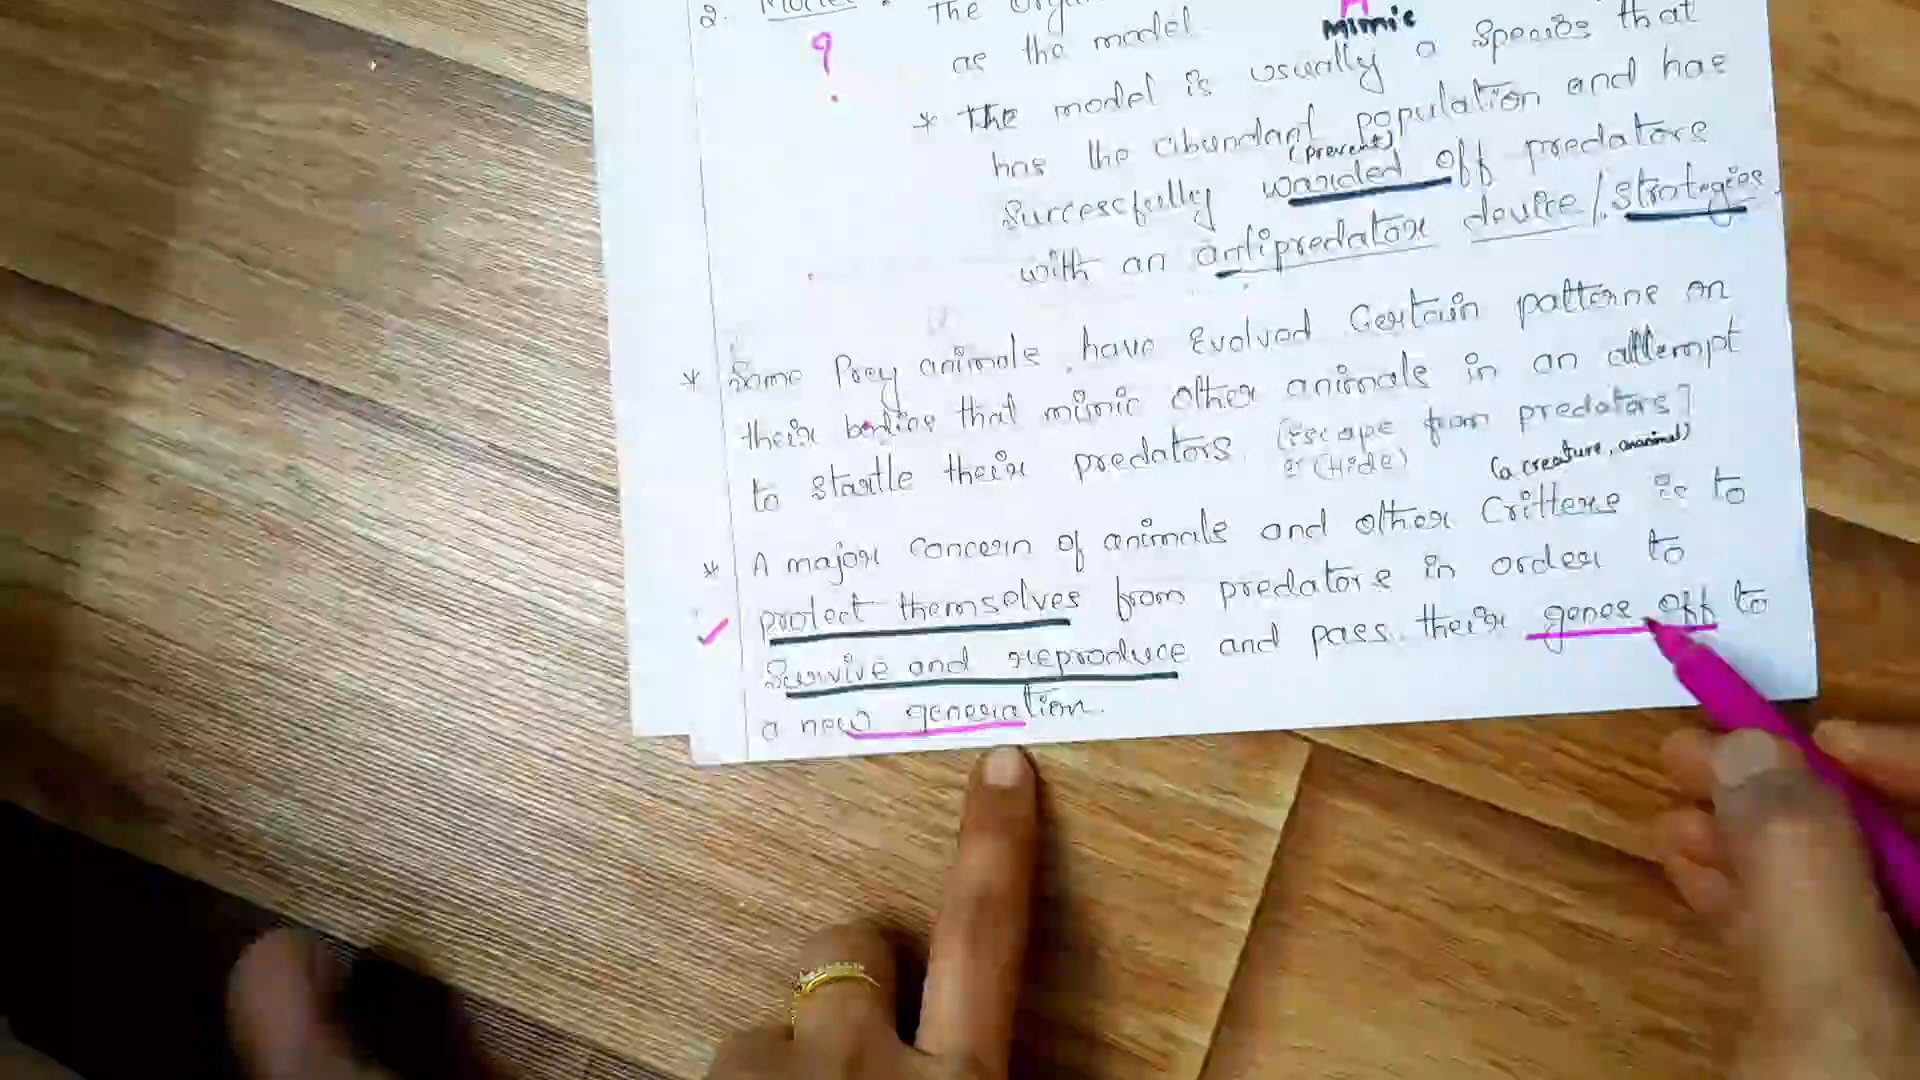 2. Model : The
as the model.
Mimic
* The model is usually a species that
has the abundant population and has
(prevent)
successfully warded off predators
with an antipredator device / strategies.
* Some Prey animals have Evolved Certain patterns on
their bodies that mimic other animals in an attempt
to startle their predators. [escape from predators]
(Hide)
(a creature, an animal)
* A major concern of animals and other Critters is to
protect themselves from predators in order to
Survive and reproduce and pass their genes off to
a new generation.